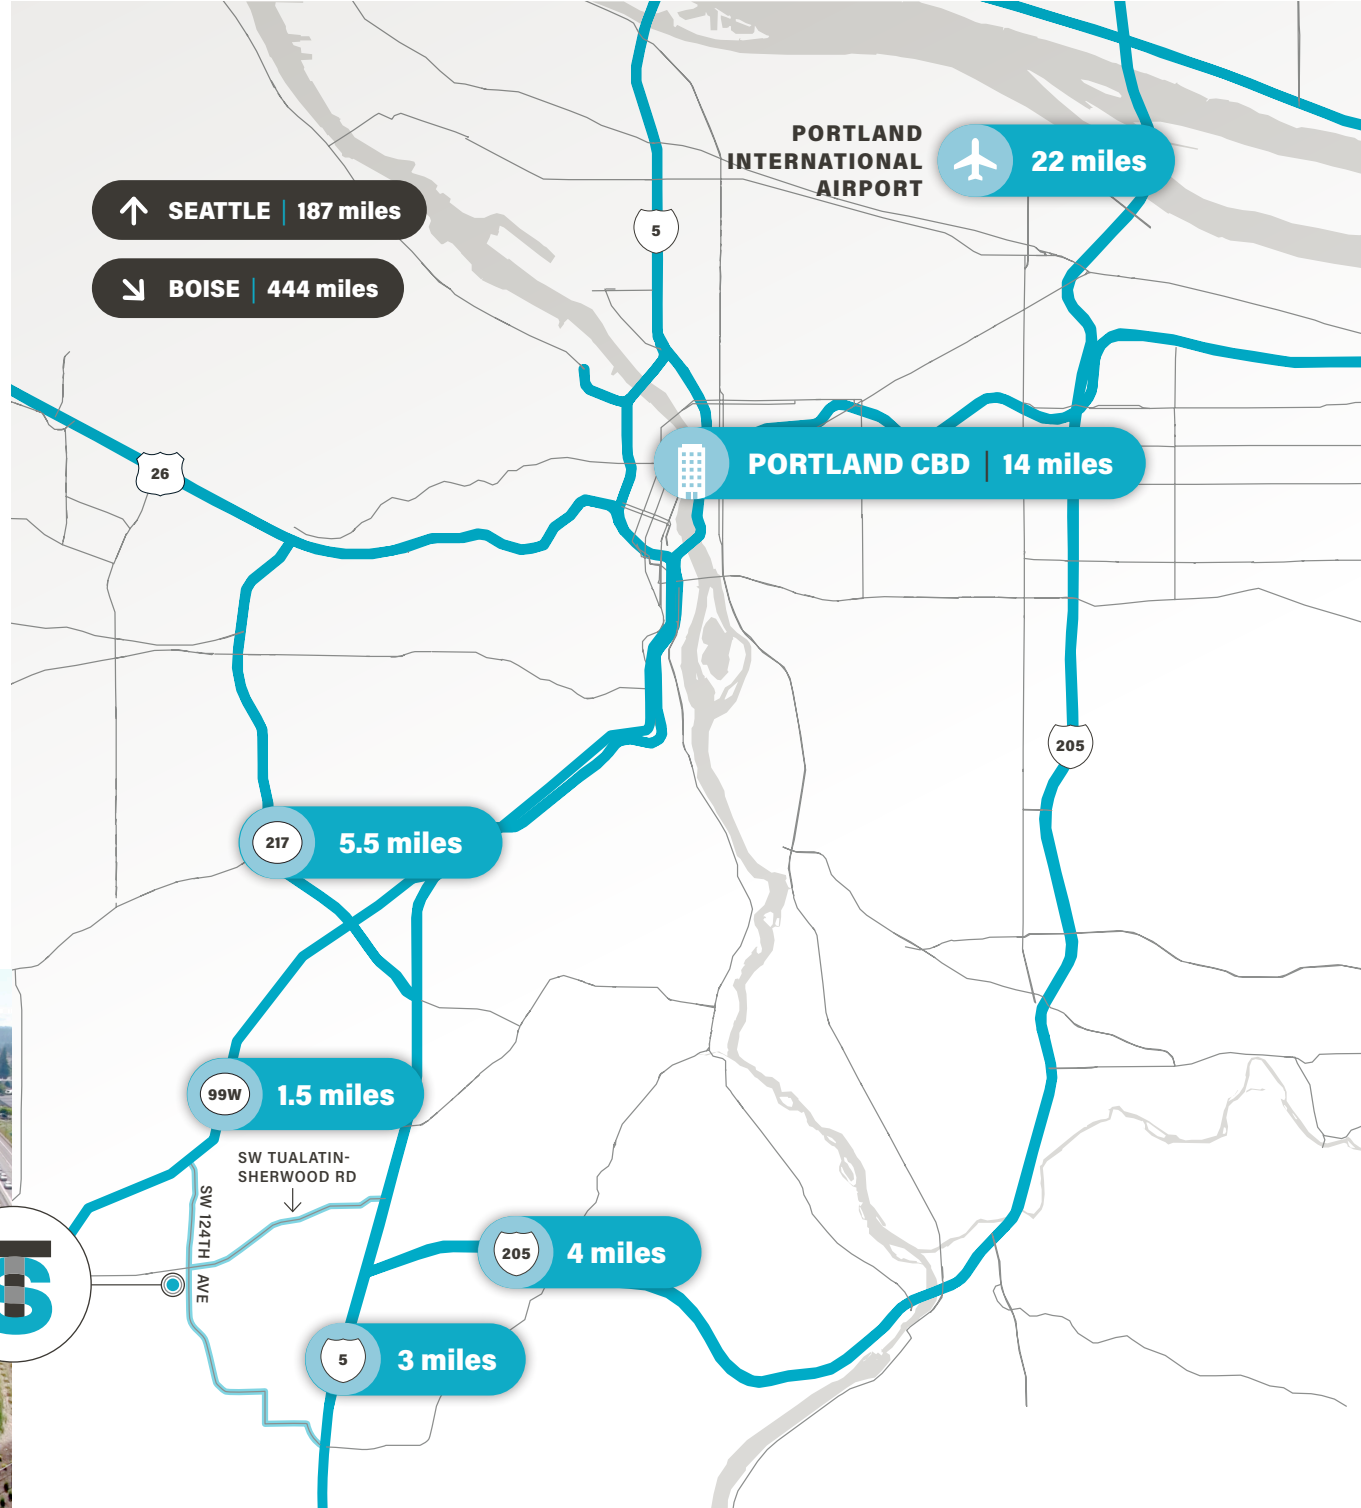 PORTLAND
INTERNATIONAL
AIRPORT
22 miles
↑ SEATTLE | 187 miles
5
↘ BOISE | 444 miles
26
PORTLAND CBD | 14 miles
205
217
5.5 miles
99W
1.5 miles
SW TUALATIN-
SHERWOOD RD
SW 124TH AVE
205
4 miles
S
5
3 miles